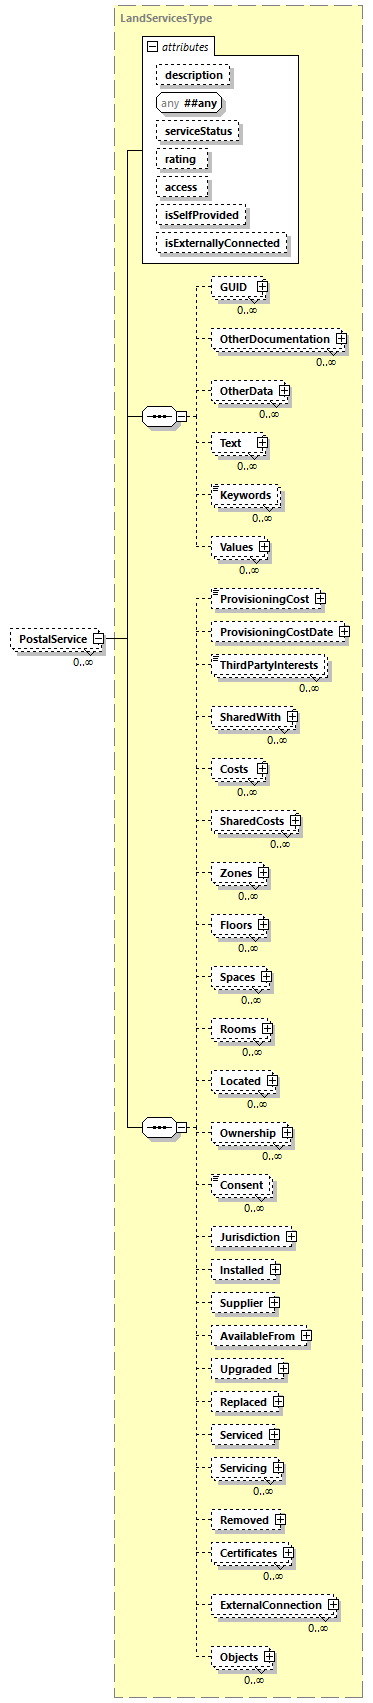 LandServicesType
attributes
description
any ##any
serviceStatus
rating
access
isSelfProvided
isExternallyConnected
GUID
0..∞
OtherDocumentation
0..∞
OtherData
0..∞
Text
0..∞
Keywords
0..∞
Values
0..∞
PostalService
0..∞
ProvisioningCost
ProvisioningCostDate
ThirdPartyInterests
0..∞
SharedWith
0..∞
Costs
0..∞
SharedCosts
0..∞
Zones
0..∞
Floors
0..∞
Spaces
0..∞
Rooms
0..∞
Located
0..∞
Ownership
0..∞
Consent
0..∞
Jurisdiction
Installed
Supplier
AvailableFrom
Upgraded
Replaced
Serviced
Servicing
0..∞
Removed
Certificates
0..∞
ExternalConnection
0..∞
Objects
0..∞